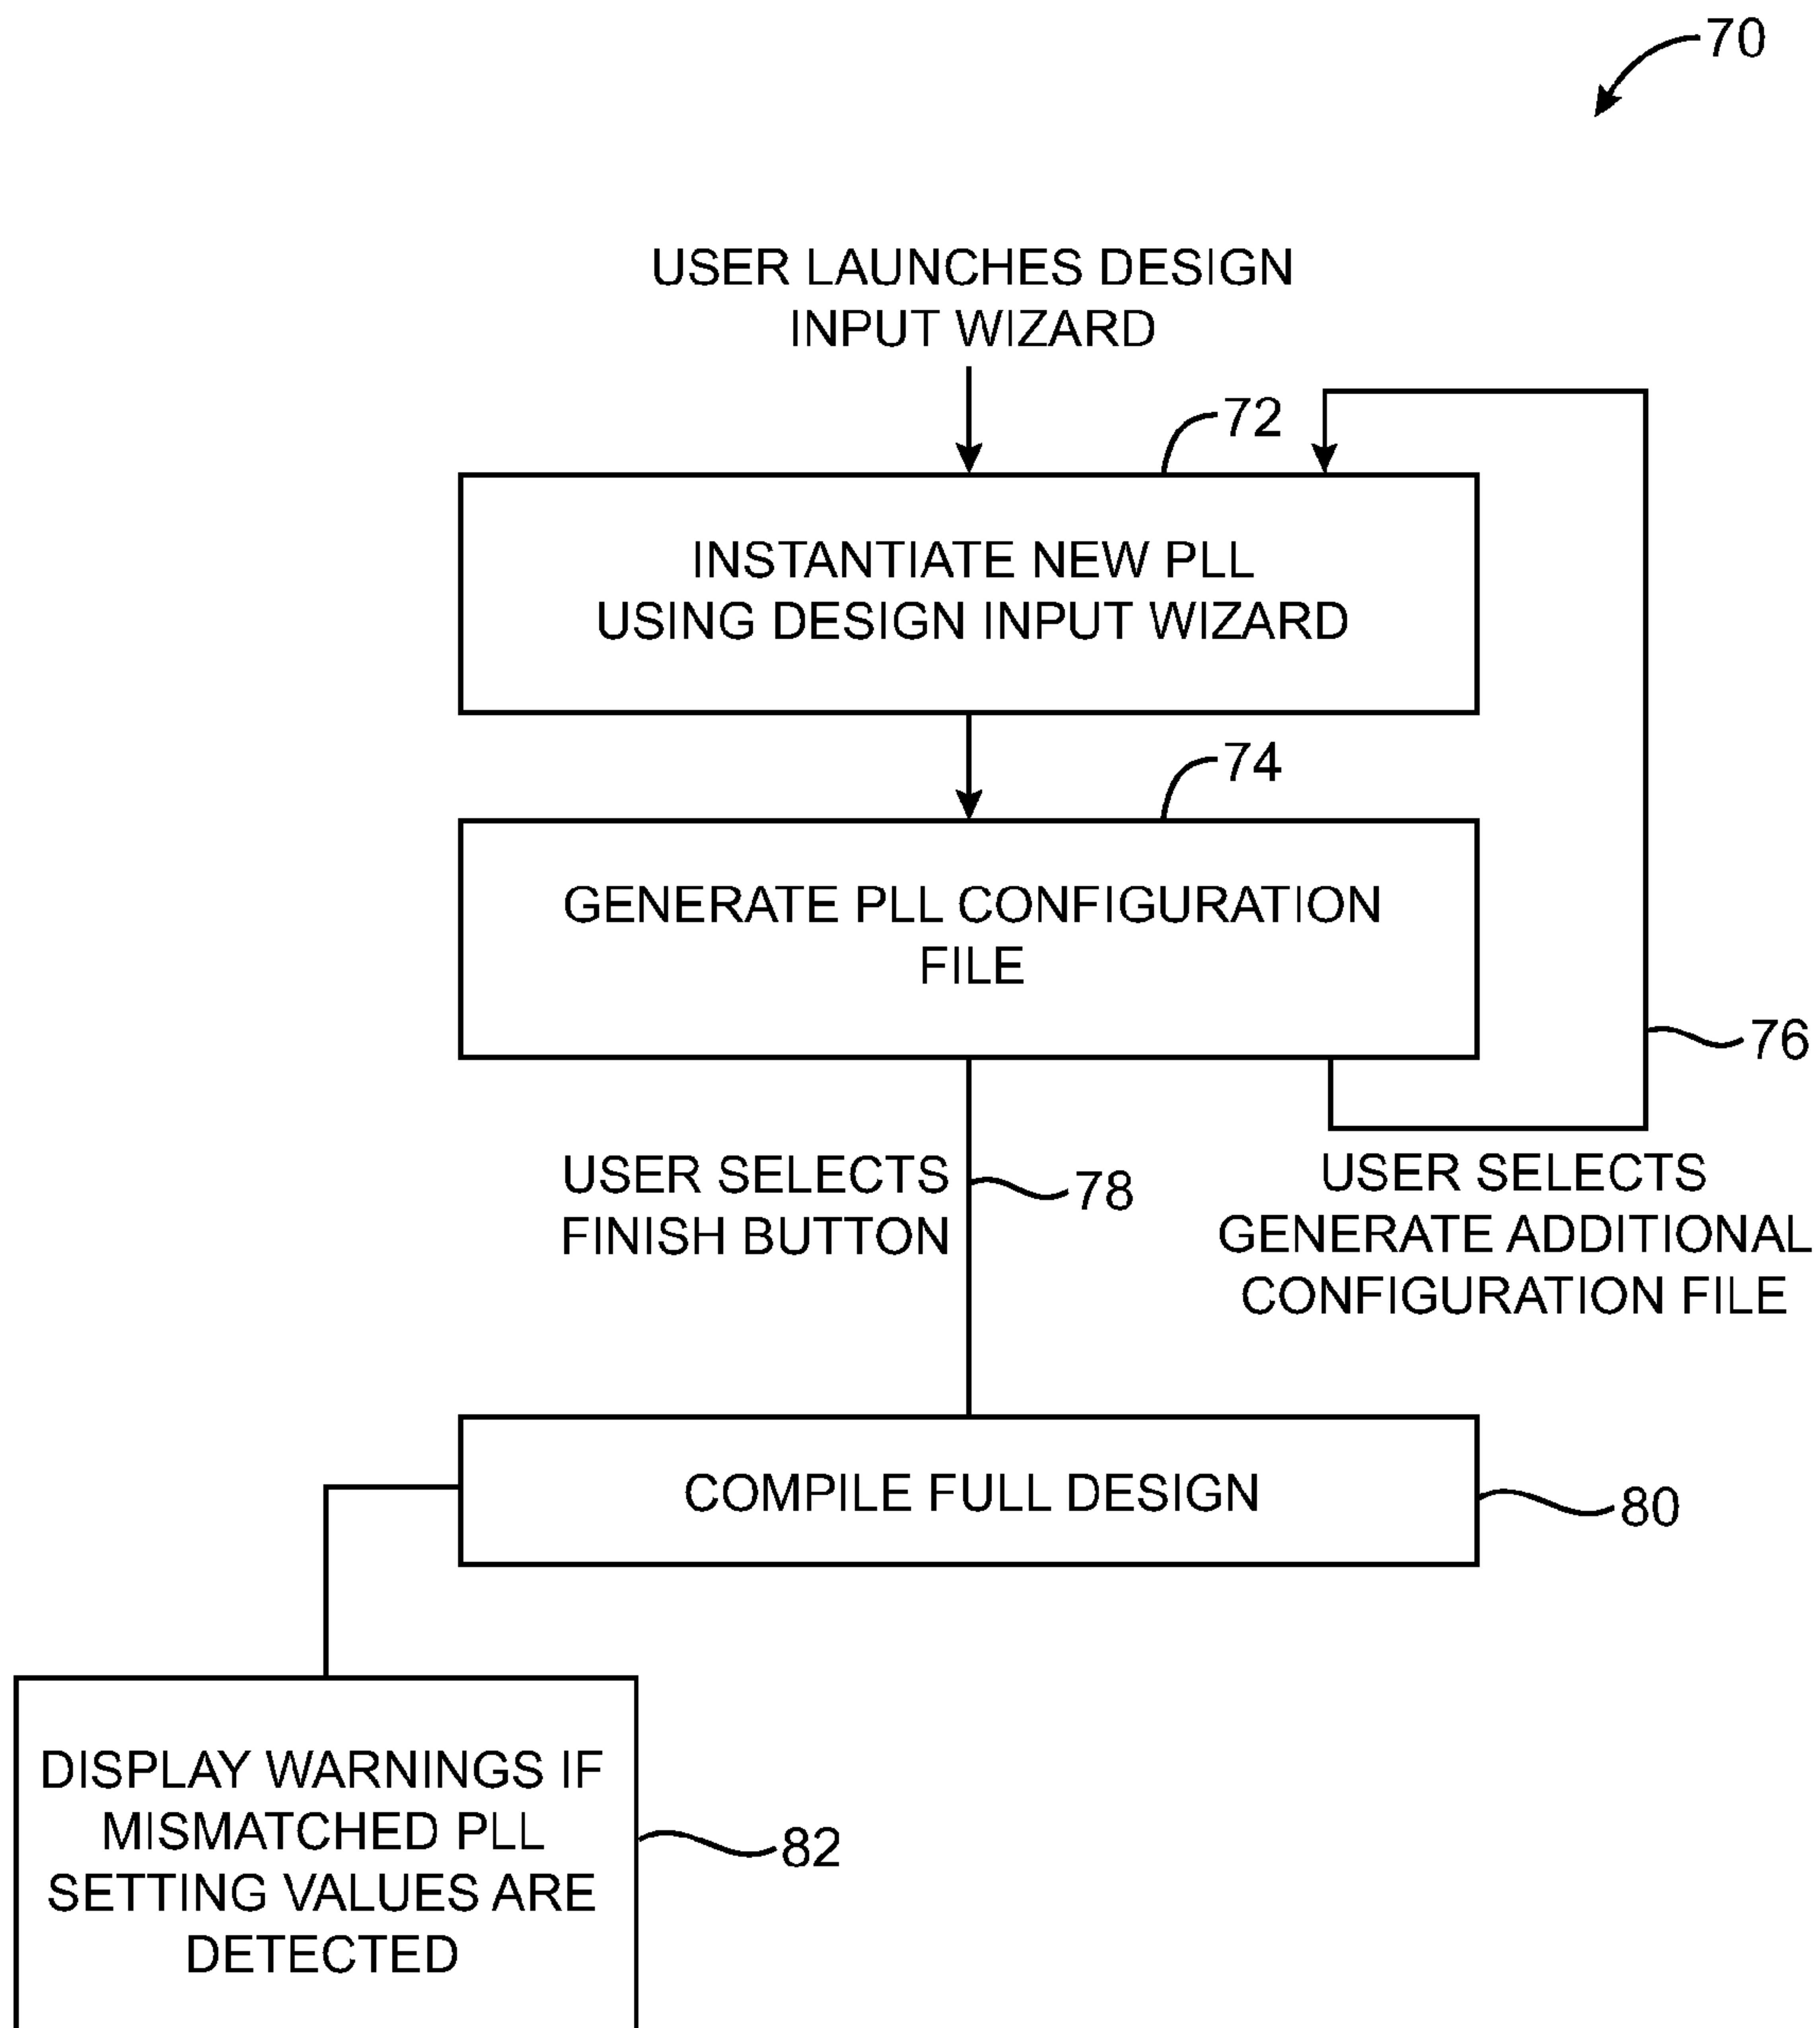 70
USER LAUNCHES DESIGN
INPUT WIZARD
72
INSTANTIATE NEW PLL
USING DESIGN INPUT WIZARD
74
GENERATE PLL CONFIGURATION
FILE
76
USER SELECTS
FINISH BUTTON
78
USER SELECTS
GENERATE ADDITIONAL
CONFIGURATION FILE
COMPILE FULL DESIGN
80
DISPLAY WARNINGS IF
MISMATCHED PLL
SETTING VALUES ARE
DETECTED
82